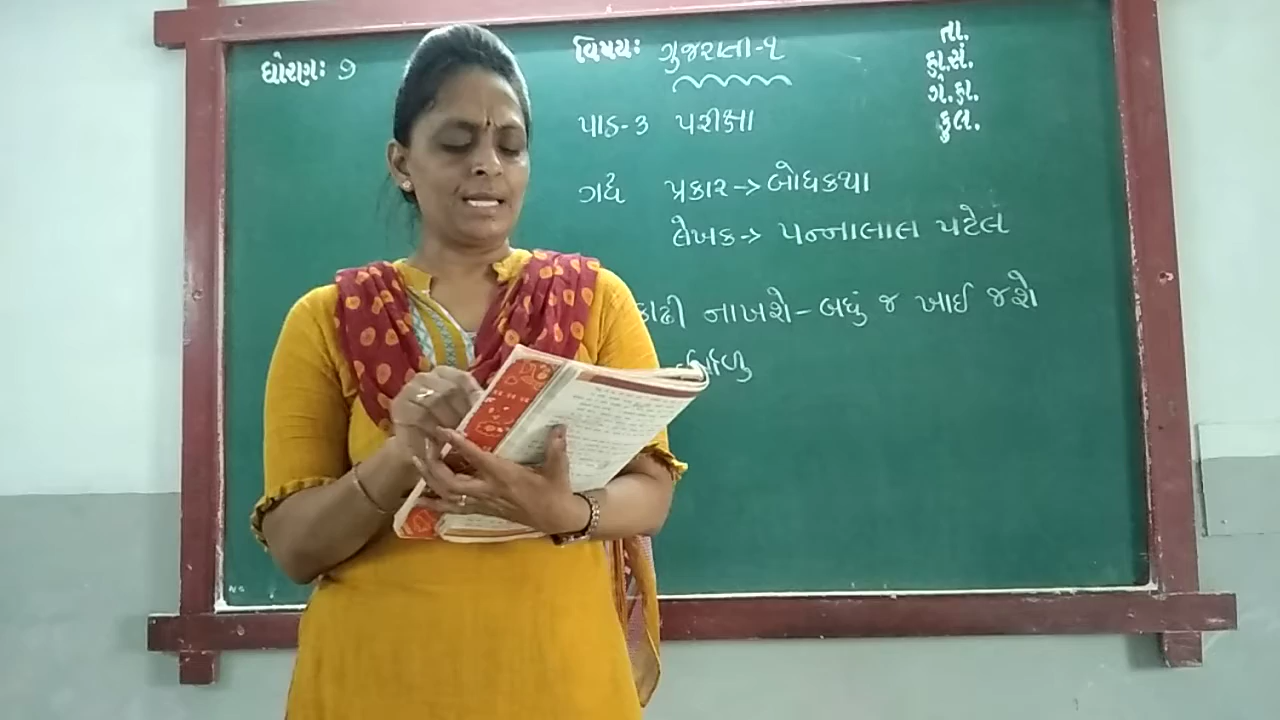 ધોરણઃ ૭
વિષયઃ ગુજરાતી-૧
તા.
હા.સં.
ગે.હા.
કુલ.
પાઠ-૩ પરીક્ષા
ગદ્ય પ્રકાર → બોધકથા
લેખક → પન્નાલાલ પટેલ
કાઢી નાખશે - બધું જ ખાઈ જશે